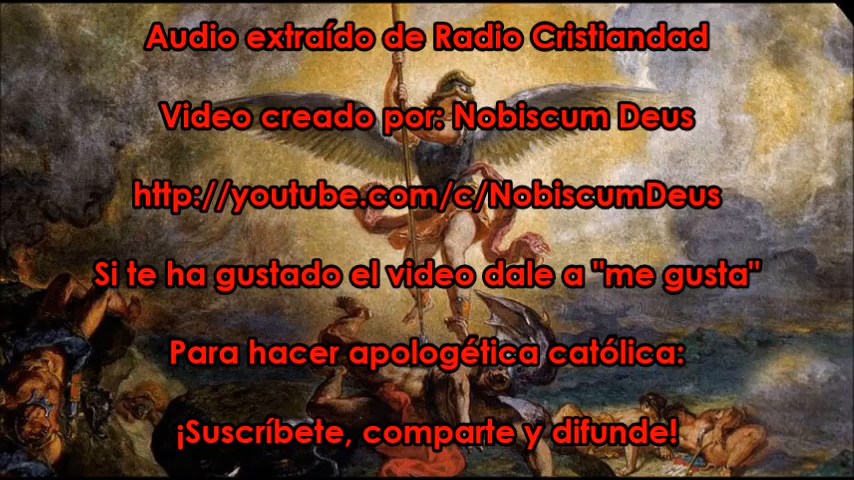 Audio extraído de Radio Cristiandad
Video creado por: Nobiscum Deus
http://youtube.com/c/NobiscumDeus
Si te ha gustado el video dale a "me gusta"
Para hacer apologética católica:
¡Suscríbete, comparte y difunde!